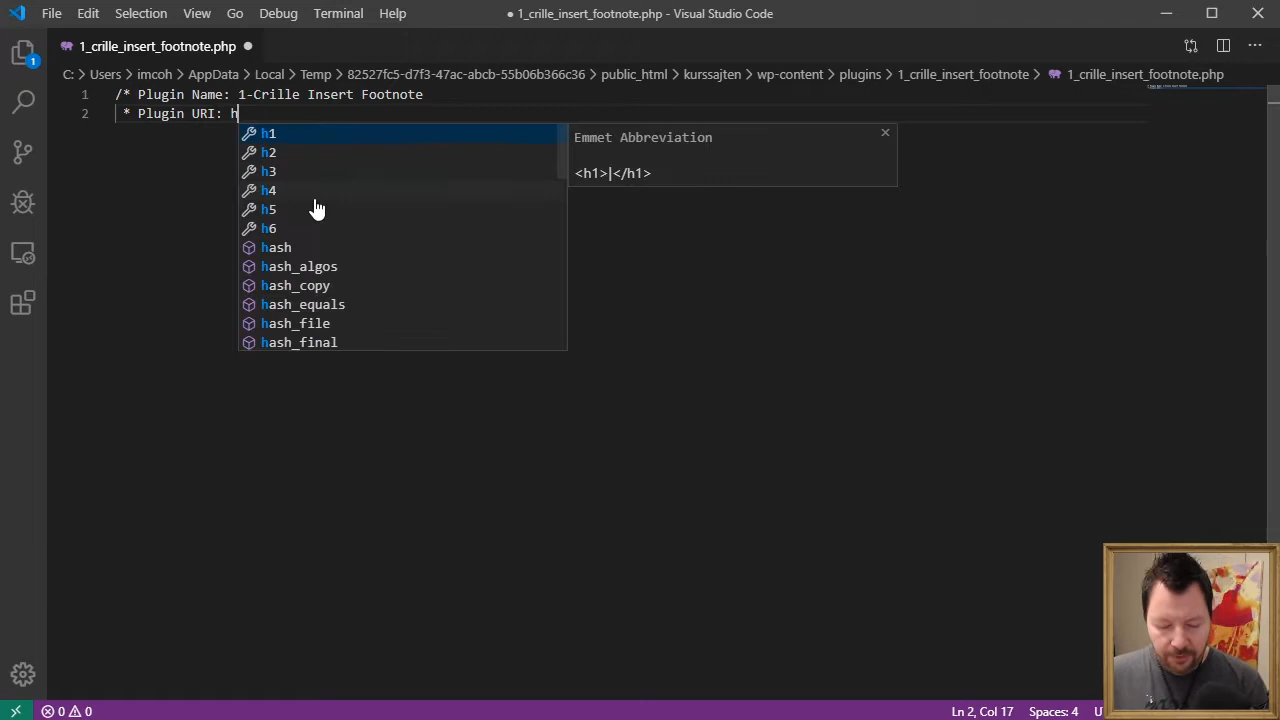 File Edit Selection View Go Debug Terminal Help
● 1_crille_insert_footnote.php - Visual Studio Code
1_crille_insert_footnote.php ●
C: > Users > imcoh > AppData > Local > Temp > 82527fc5-d7f3-47ac-abcb-55b06b366c36 > public_html > kurssajten > wp-content > plugins > 1_crille_insert_footnote > 1_crille_insert_footnote.php
1 /* Plugin Name: 1-Crille Insert Footnote
2 * Plugin URI: h
h1
h2
h3
h4
h5
h6
hash
hash_algos
hash_copy
hash_equals
hash_file
hash_final
Emmet Abbreviation
<h1>|</h1>
1
0 0
Ln 2, Col 17 Spaces: 4 U